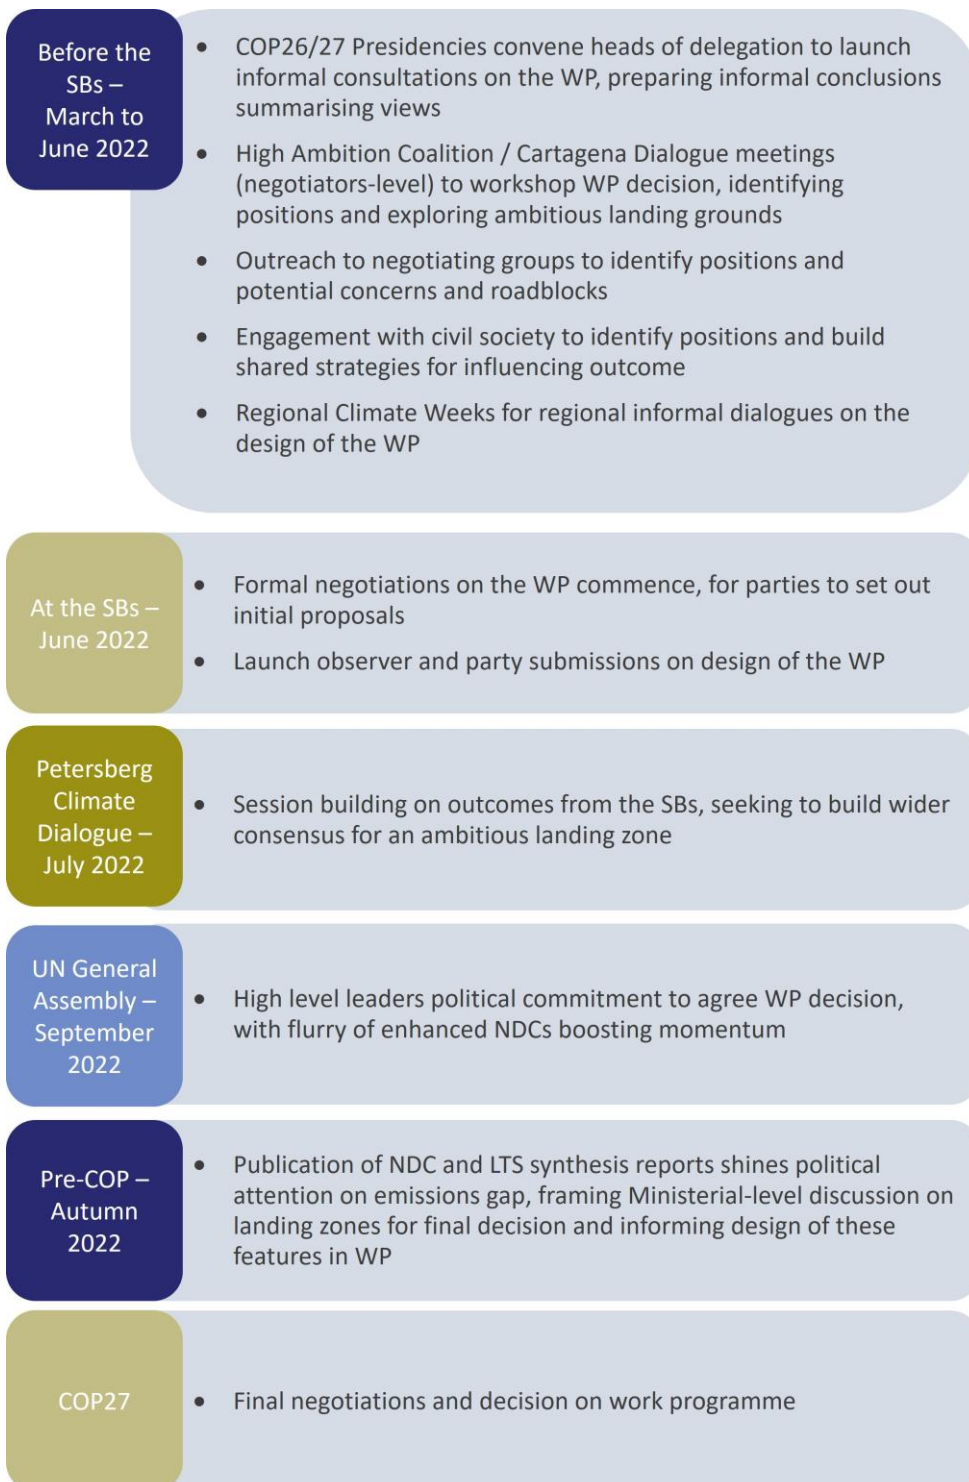 Before the
SBs –
March to
June 2022
• COP26/27 Presidencies convene heads of delegation to launch
informal consultations on the WP, preparing informal conclusions
summarising views
• High Ambition Coalition / Cartagena Dialogue meetings
(negotiators-level) to workshop WP decision, identifying
positions and exploring ambitious landing grounds
• Outreach to negotiating groups to identify positions and
potential concerns and roadblocks
• Engagement with civil society to identify positions and build
shared strategies for influencing outcome
• Regional Climate Weeks for regional informal dialogues on the
design of the WP
At the SBs –
June 2022
• Formal negotiations on the WP commence, for parties to set out
initial proposals
• Launch observer and party submissions on design of the WP
Petersberg
Climate
Dialogue –
July 2022
• Session building on outcomes from the SBs, seeking to build wider
consensus for an ambitious landing zone
UN General
Assembly –
September
2022
• High level leaders political commitment to agree WP decision,
with flurry of enhanced NDCs boosting momentum
Pre-COP –
Autumn
2022
• Publication of NDC and LTS synthesis reports shines political
attention on emissions gap, framing Ministerial-level discussion on
landing zones for final decision and informing design of these
features in WP
COP27
• Final negotiations and decision on work programme